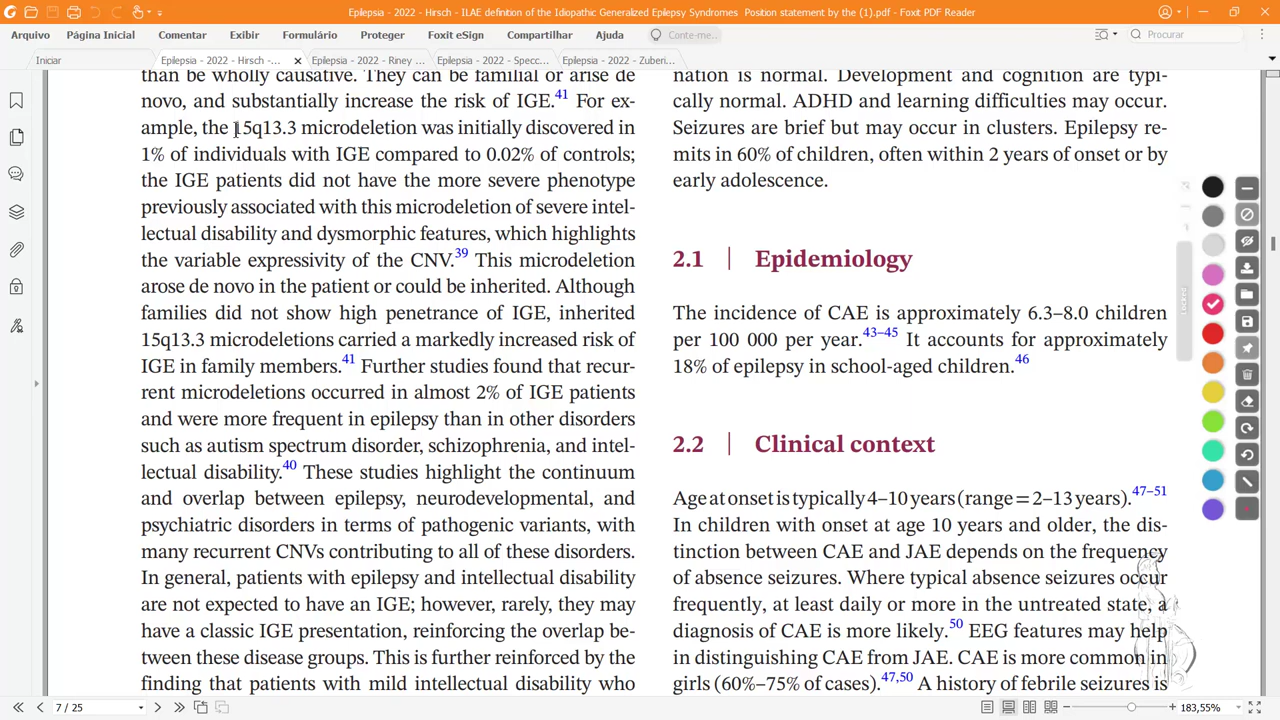 Epilepsia - 2022 - Hirsch - ILAE definition of the Idiopathic Generalized Epilepsy Syndromes Position statement by the (1).pdf - Foxit PDF Reader
Arquivo Página Inicial Comentar Exibir Formulário Proteger Foxit eSign Compartilhar Ajuda Conte-me... Procurar
Iniciar Epilepsia - 2022 - Hirsch -... Epilepsia - 2022 - Riney ... Epilepsia - 2022 - Specc... Epilepsia - 2022 - Zuberi...
than be wholly causative. They can be familial or arise de
novo, and substantially increase the risk of IGE.41 For ex-
ample, the 15q13.3 microdeletion was initially discovered in
1% of individuals with IGE compared to 0.02% of controls;
the IGE patients did not have the more severe phenotype
previously associated with this microdeletion of severe intel-
lectual disability and dysmorphic features, which highlights
the variable expressivity of the CNV.39 This microdeletion
arose de novo in the patient or could be inherited. Although
families did not show high penetrance of IGE, inherited
15q13.3 microdeletions carried a markedly increased risk of
IGE in family members.41 Further studies found that recur-
rent microdeletions occurred in almost 2% of IGE patients
and were more frequent in epilepsy than in other disorders
such as autism spectrum disorder, schizophrenia, and intel-
lectual disability.40 These studies highlight the continuum
and overlap between epilepsy, neurodevelopmental, and
psychiatric disorders in terms of pathogenic variants, with
many recurrent CNVs contributing to all of these disorders.
In general, patients with epilepsy and intellectual disability
are not expected to have an IGE; however, rarely, they may
have a classic IGE presentation, reinforcing the overlap be-
tween these disease groups. This is further reinforced by the
finding that patients with mild intellectual disability who
nation is normal. Development and cognition are typi-
cally normal. ADHD and learning difficulties may occur.
Seizures are brief but may occur in clusters. Epilepsy re-
mits in 60% of children, often within 2 years of onset or by
early adolescence.
2.1 | Epidemiology
The incidence of CAE is approximately 6.3–8.0 children
per 100 000 per year.43–45 It accounts for approximately
18% of epilepsy in school-aged children.46
2.2 | Clinical context
Age at onset is typically 4–10 years (range = 2–13 years).47–51
In children with onset at age 10 years and older, the dis-
tinction between CAE and JAE depends on the frequency
of absence seizures. Where typical absence seizures occur
frequently, at least daily or more in the untreated state, a
diagnosis of CAE is more likely.50 EEG features may help
in distinguishing CAE from JAE. CAE is more common in
girls (60%–75% of cases).47,50 A history of febrile seizures is
7 / 25 183,55%